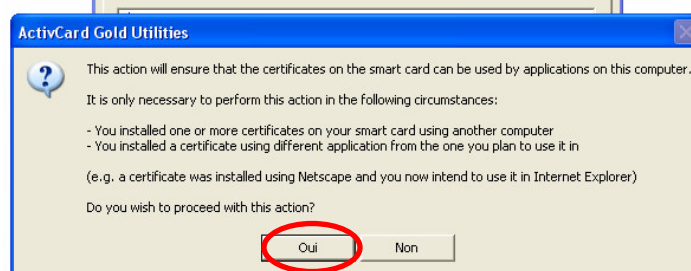 ActivCard Gold Utilities
This action will ensure that the certificates on the smart card can be used by applications on this computer.
It is only necessary to perform this action in the following circumstances:
- You installed one or more certificates on your smart card using another computer
- You installed a certificate using different application from the one you plan to use it in
(e.g. a certificate was installed using Netscape and you now intend to use it in Internet Explorer)
Do you wish to proceed with this action?
Oui
Non